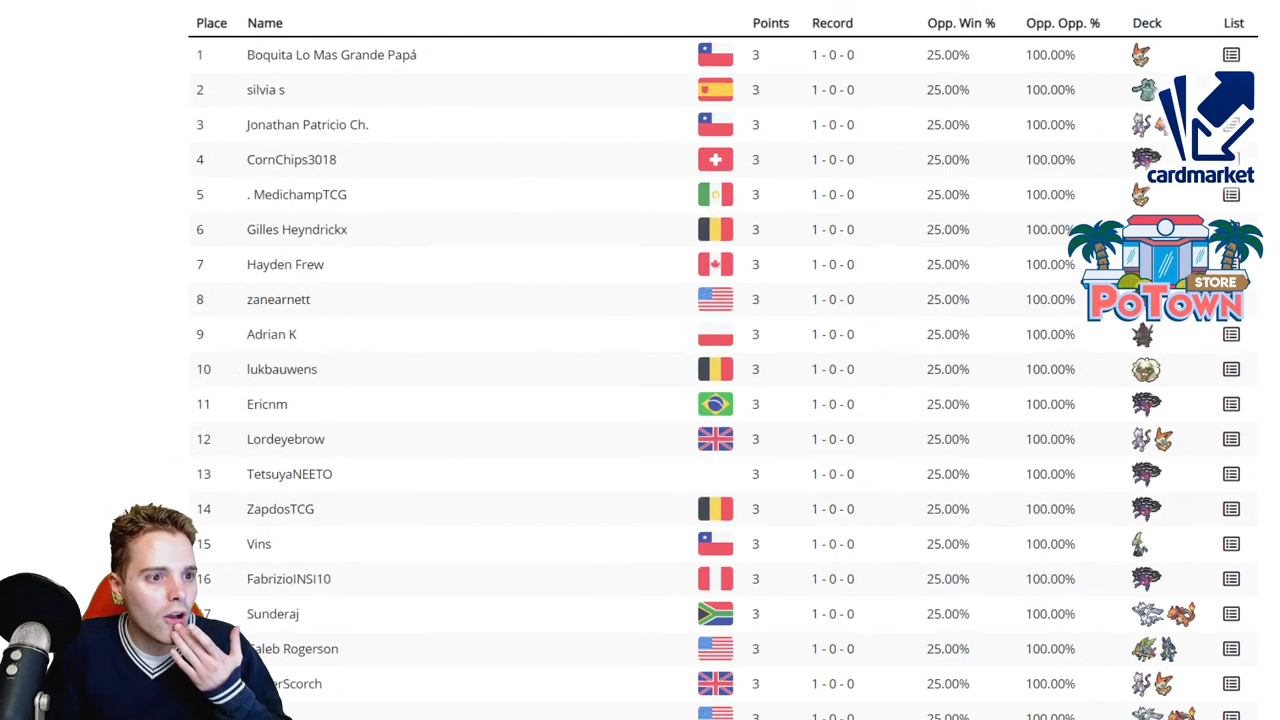 Place Name Points Record Opp. Win % Opp. Opp. % Deck List
1 Boquita Lo Mas Grande Papá 3 1 - 0 - 0 25.00% 100.00%
2 silvia s 3 1 - 0 - 0 25.00% 100.00%
3 Jonathan Patricio Ch. 3 1 - 0 - 0 25.00% 100.00%
4 CornChips3018 3 1 - 0 - 0 25.00% 100.00%
cardmarket
5 . MedichampTCG 3 1 - 0 - 0 25.00% 100.00%
6 Gilles Heyndrickx 3 1 - 0 - 0 25.00% 100.00%
7 Hayden Frew 3 1 - 0 - 0 25.00% 100.00%
STORE
PoTown
8 zanearnett 3 1 - 0 - 0 25.00% 100.00%
9 Adrian K 3 1 - 0 - 0 25.00% 100.00%
10 lukbauwens 3 1 - 0 - 0 25.00% 100.00%
11 Ericnm 3 1 - 0 - 0 25.00% 100.00%
12 Lordeyebrow 3 1 - 0 - 0 25.00% 100.00%
13 TetsuyaNEETO 3 1 - 0 - 0 25.00% 100.00%
14 ZapdosTCG 3 1 - 0 - 0 25.00% 100.00%
15 Vins 3 1 - 0 - 0 25.00% 100.00%
16 FabrizioINSI10 3 1 - 0 - 0 25.00% 100.00%
7 Sunderaj 3 1 - 0 - 0 25.00% 100.00%
Rogerson 3 1 - 0 - 0 25.00% 100.00%
3 1 - 0 - 0 25.00% 100.00%